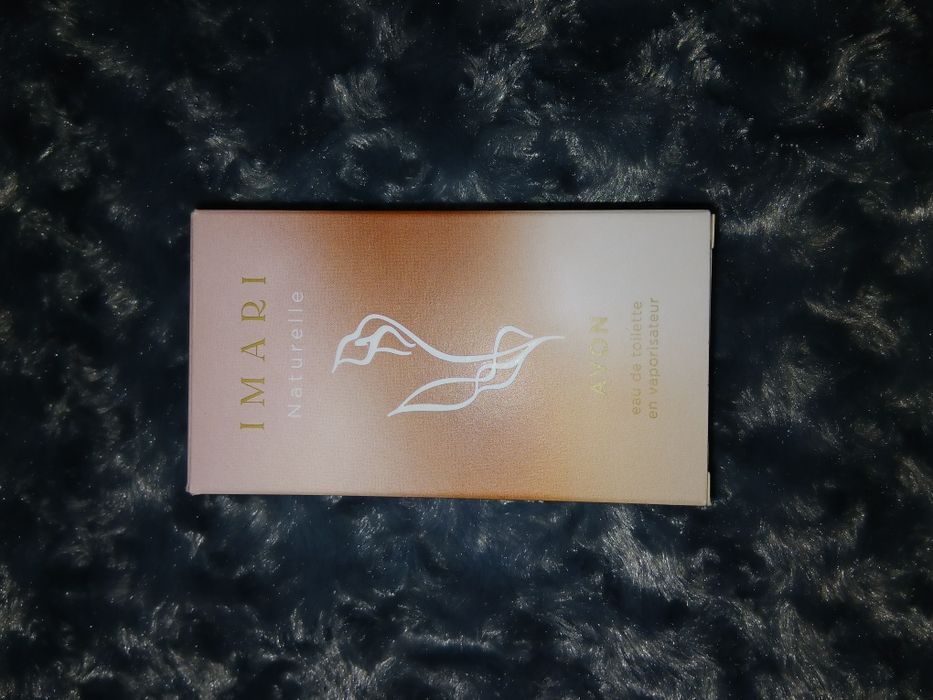 IMARI
Naturelle
AVON
eau de toilette
en vaporisateur